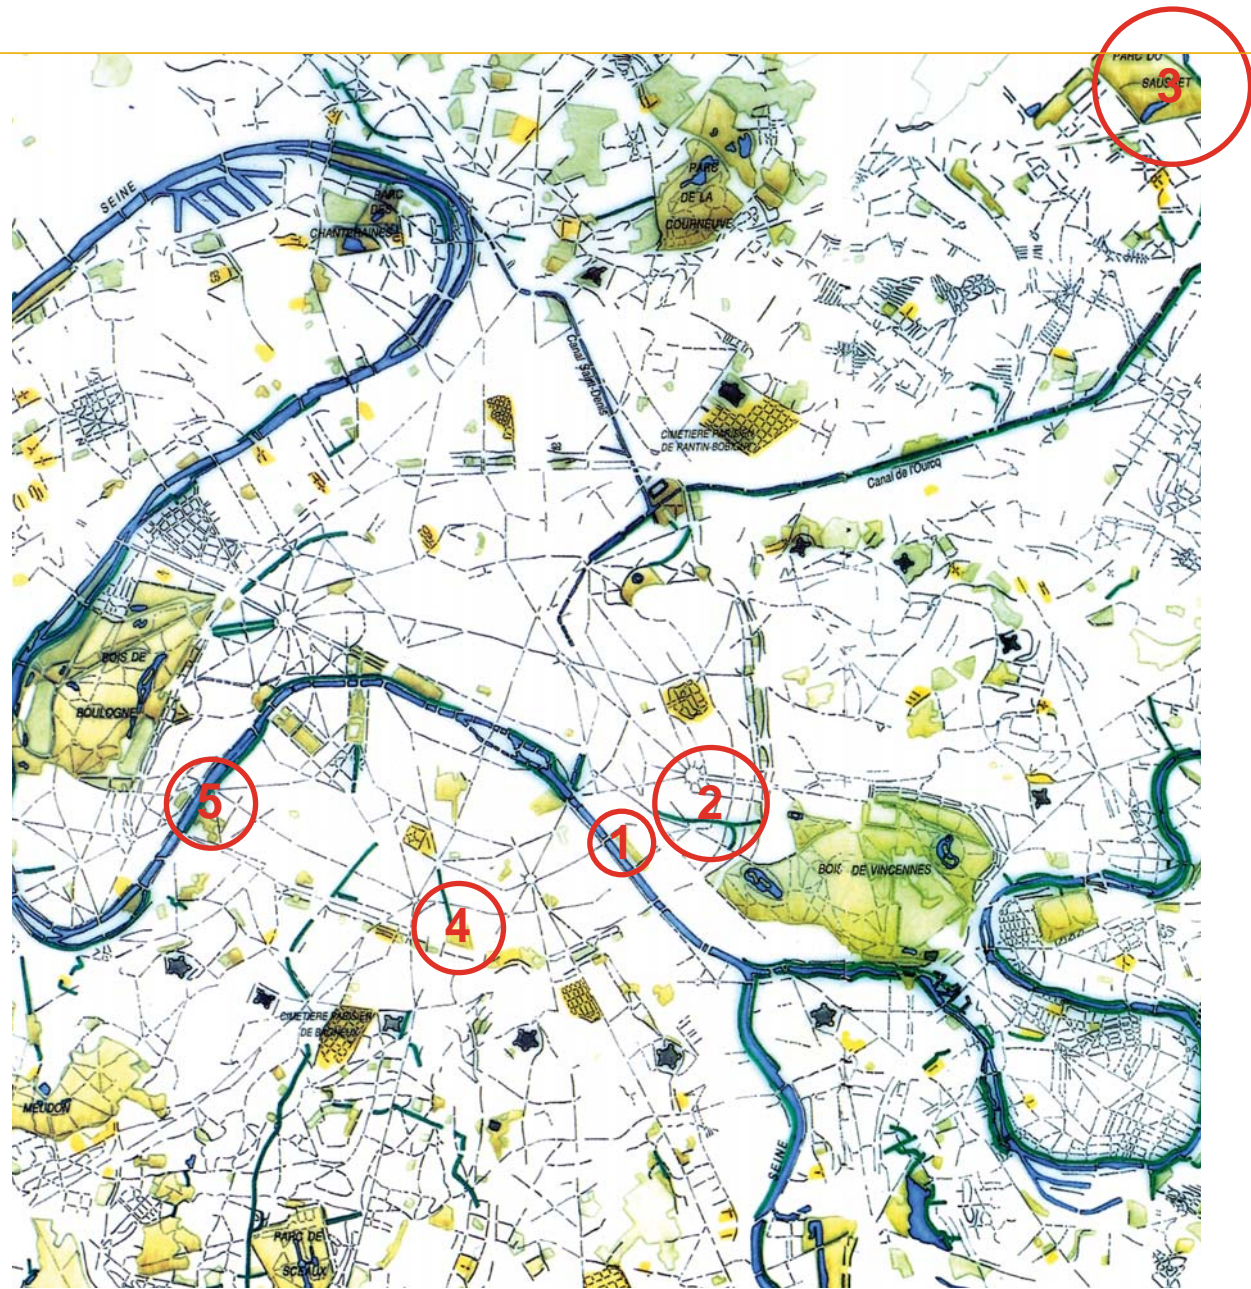 PARC DU
SAUSSET
3
SEINE
PARC
DES
CHANTERAINES
PARC
DE LA
COURNEUVE
Canal Saint-Denis
CIMETIERE PARISIEN
DE PANTIN-BOBIGNY
Canal de l'Ourcq
BOIS DE
BOULOGNE
5
2
1
BOIS DE VINCENNES
4
CIMETIERE PARISIEN
DE BAGNEUX
MEUDON
SEINE
PARC DE
SCEAUX